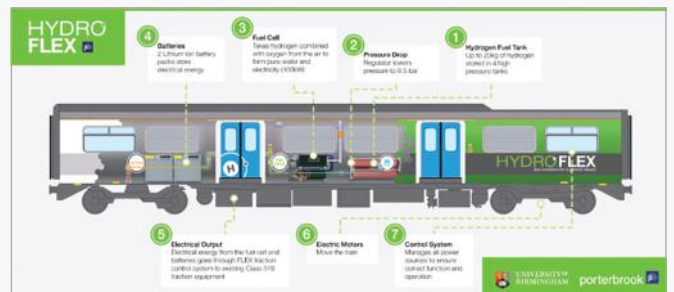 HYDRO
FLEX
4
Batteries
2 Lithium Ion battery
packs store
electrical energy
3
Fuel Cell
Takes hydrogen combined
with oxygen from the air to
form pure water and
electricity (100kW)
2
Pressure Drop
Regulator lowers
pressure to 8.5 bar
1
Hydrogen Fuel Tank
Up to 20kg of hydrogen
stored in 4 high
pressure tanks
H
H
HYDROFLEX
5
Electrical Output
Electrical energy from the fuel cell and
batteries goes through FLEX traction
control system to existing Class 319
traction equipment
6
Electric Motors
Move the train
7
Control System
Manages all power
sources to ensure
correct function and
operation
UNIVERSITY OF
BIRMINGHAM
porterbrook